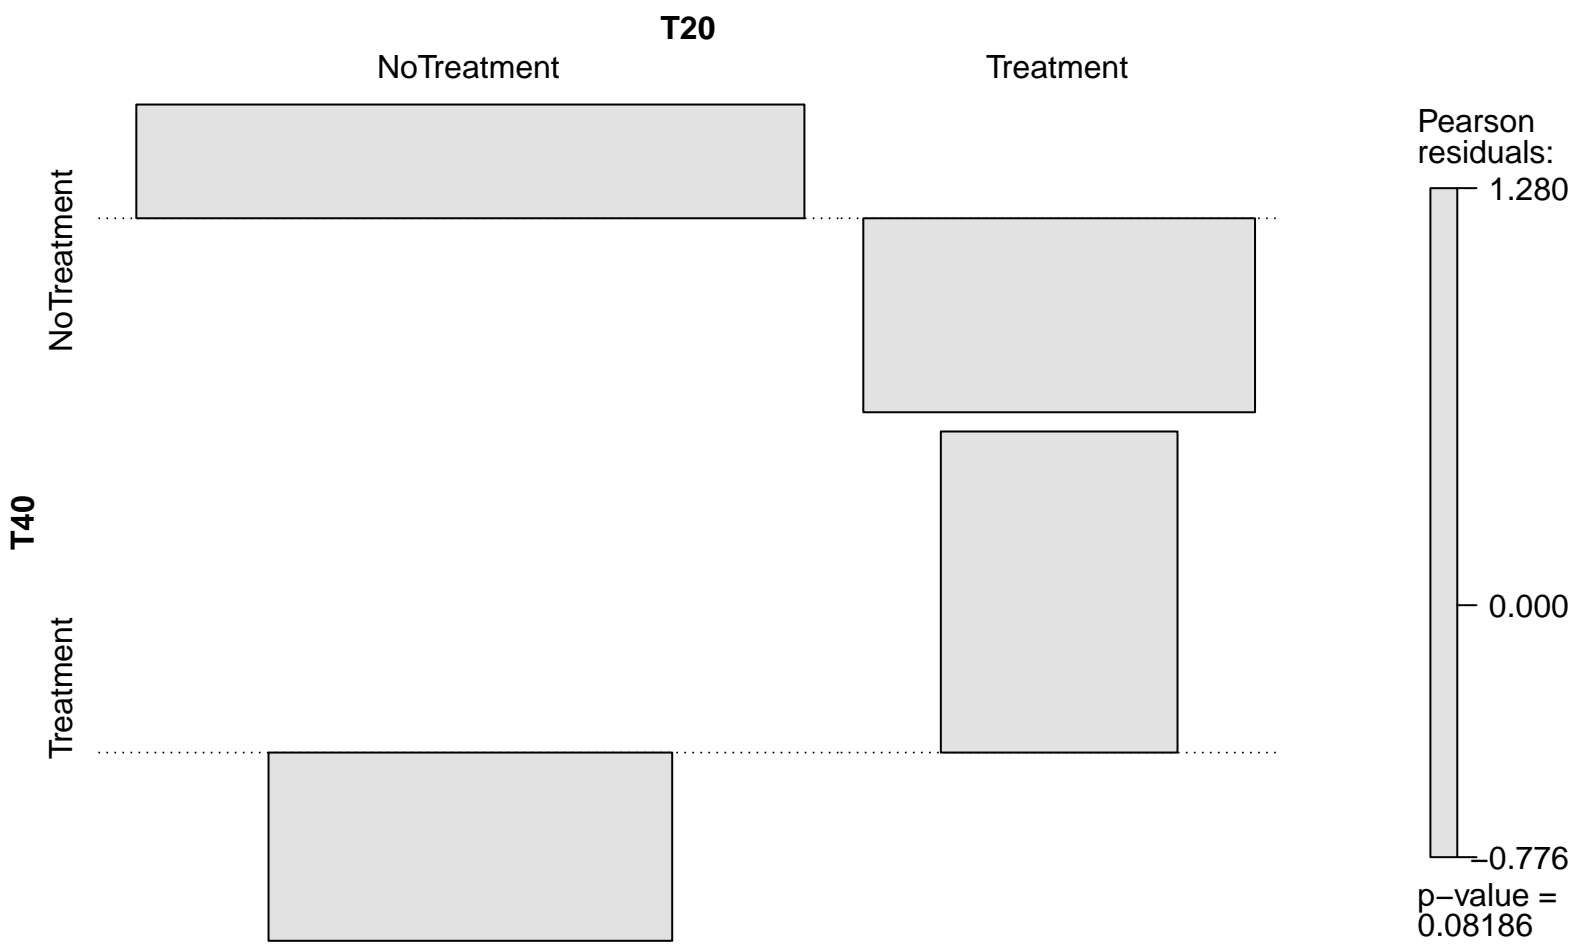 T20
NoTreatment
Treatment
Pearson
residuals:
1.280
NoTreatment
T40
0.000
Treatment
−0.776
p−value =
0.08186